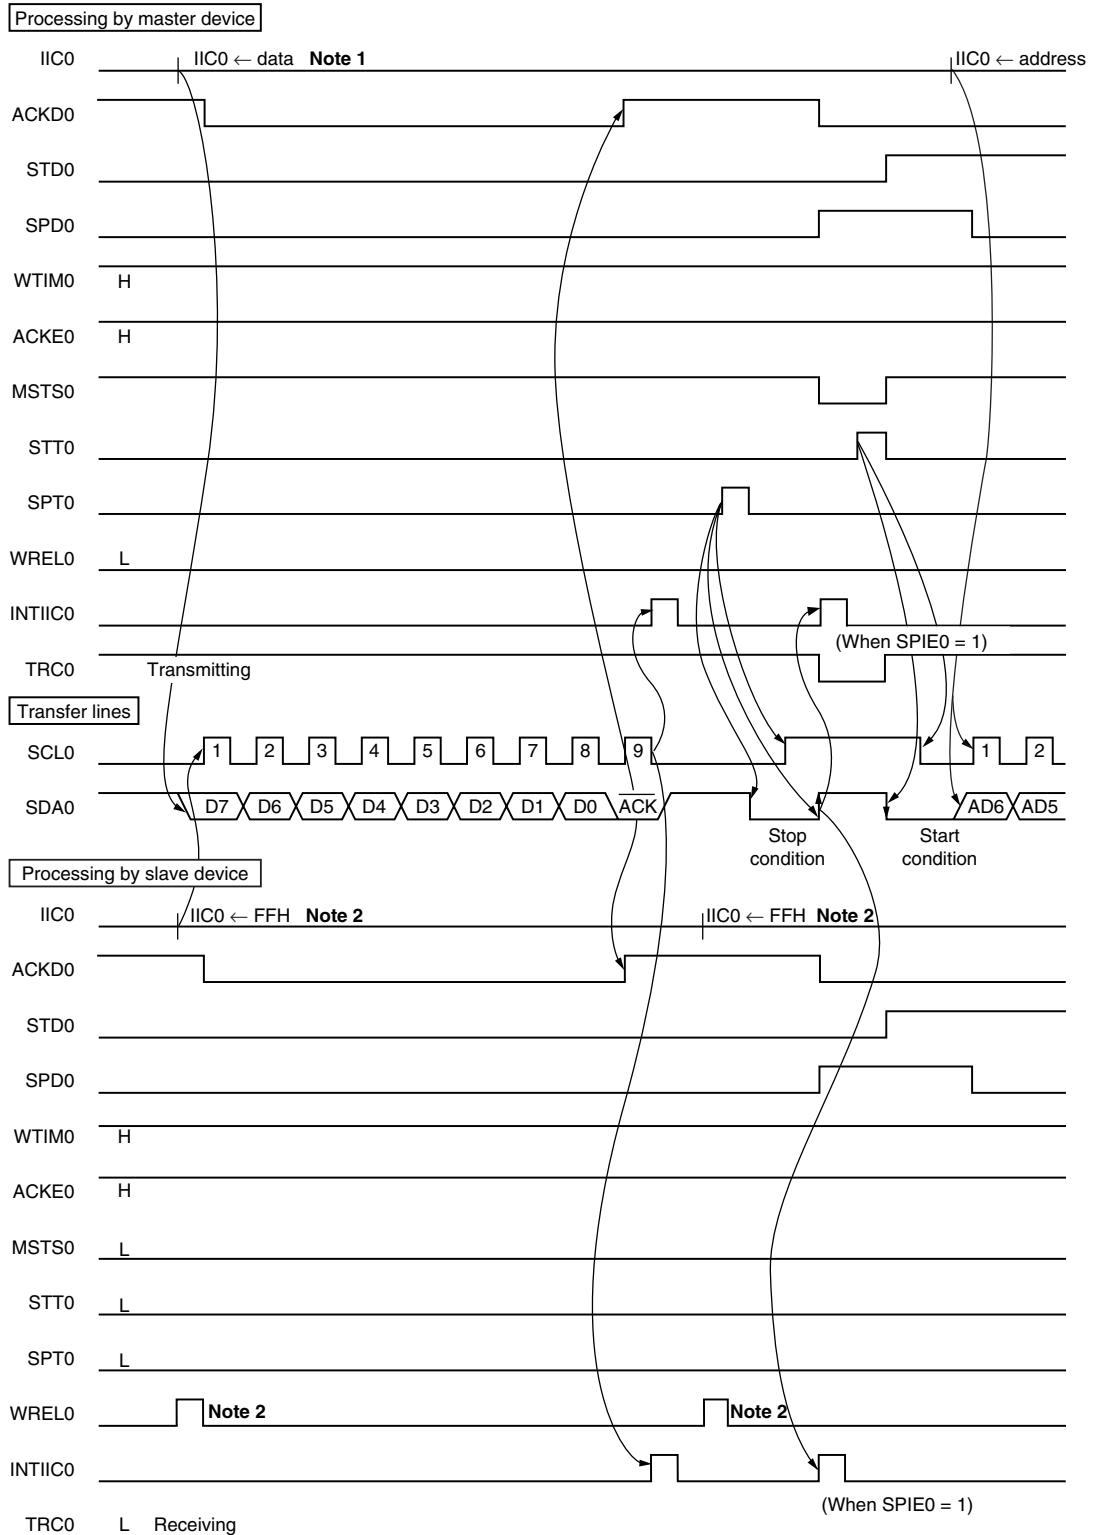 Processing by master device
IIC0 IIC0 ← data Note 1 IIC0 ← address
ACKD0
STD0
SPD0
WTIM0 H
ACKE0 H
MSTS0
STT0
SPT0
WREL0 L
INTIIC0
(When SPIE0 = 1)
TRC0 Transmitting
Transfer lines
SCL0 1 2 3 4 5 6 7 8 9 1 2
SDA0 D7 D6 D5 D4 D3 D2 D1 D0 ACK AD6 AD5
Stop condition
Start condition
Processing by slave device
IIC0 IIC0 ← FFH Note 2 IIC0 ← FFH Note 2
ACKD0
STD0
SPD0
WTIM0 H
ACKE0 H
MSTS0 L
STT0 L
SPT0 L
WREL0 Note 2 Note 2
INTIIC0
(When SPIE0 = 1)
TRC0 L Receiving